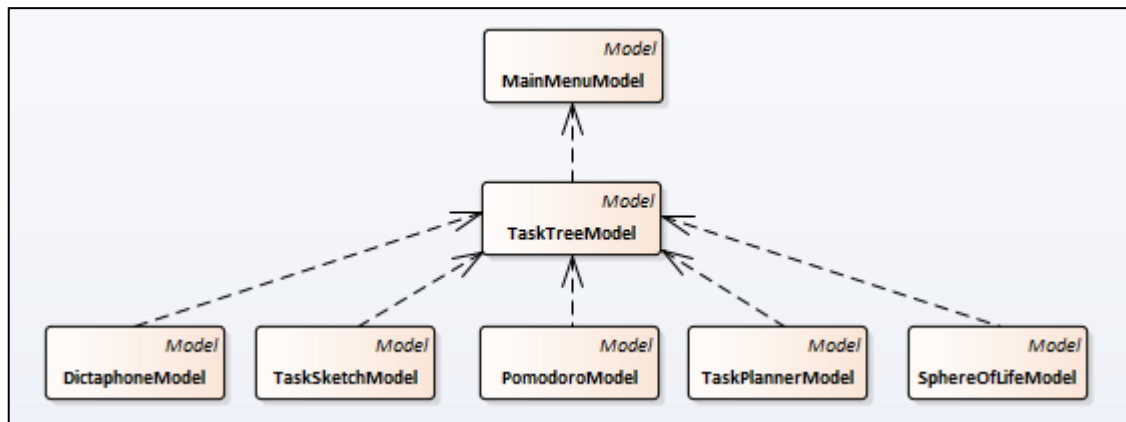 Model
MainMenuModel
Model
TaskTreeModel
Model
DictaphoneModel
Model
TaskSketchModel
Model
PomodoroModel
Model
TaskPlannerModel
Model
SphereOfLifeModel